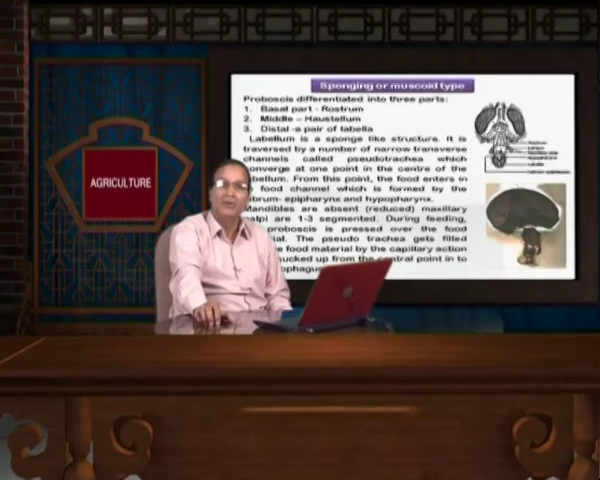 AGRICULTURE
Sponging or muscoid type
Proboscis differentiated into three parts:
1. Basal part - Rostrum
2. Middle – Haustellum
3. Distal -a pair of labella
Labellum is a sponge like structure. It is
traversed by a number of narrow transverse
channels called pseudotrachea which
converge at one point in the centre of the
labellum. From this point, the food enters in
food channel which is formed by the
labrum- epipharynx and hypopharynx.
Mandibles are absent (reduced) maxillary
palpi are 1-3 segmented. During feeding,
proboscis is pressed over the food
The pseudo trachea gets filled
food material by the capillary action
sucked up from the central point in to